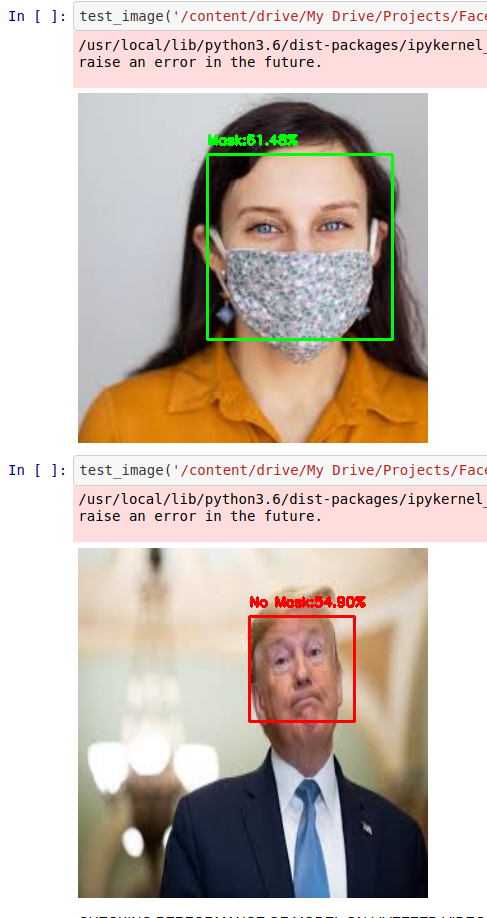 In [ ]: test_image('/content/drive/My Drive/Projects/Face
/usr/local/lib/python3.6/dist-packages/ipykernel_
raise an error in the future.
Mask:61.48%
In [ ]: test_image('/content/drive/My Drive/Projects/Face
/usr/local/lib/python3.6/dist-packages/ipykernel_
raise an error in the future.
No Mask:54.90%